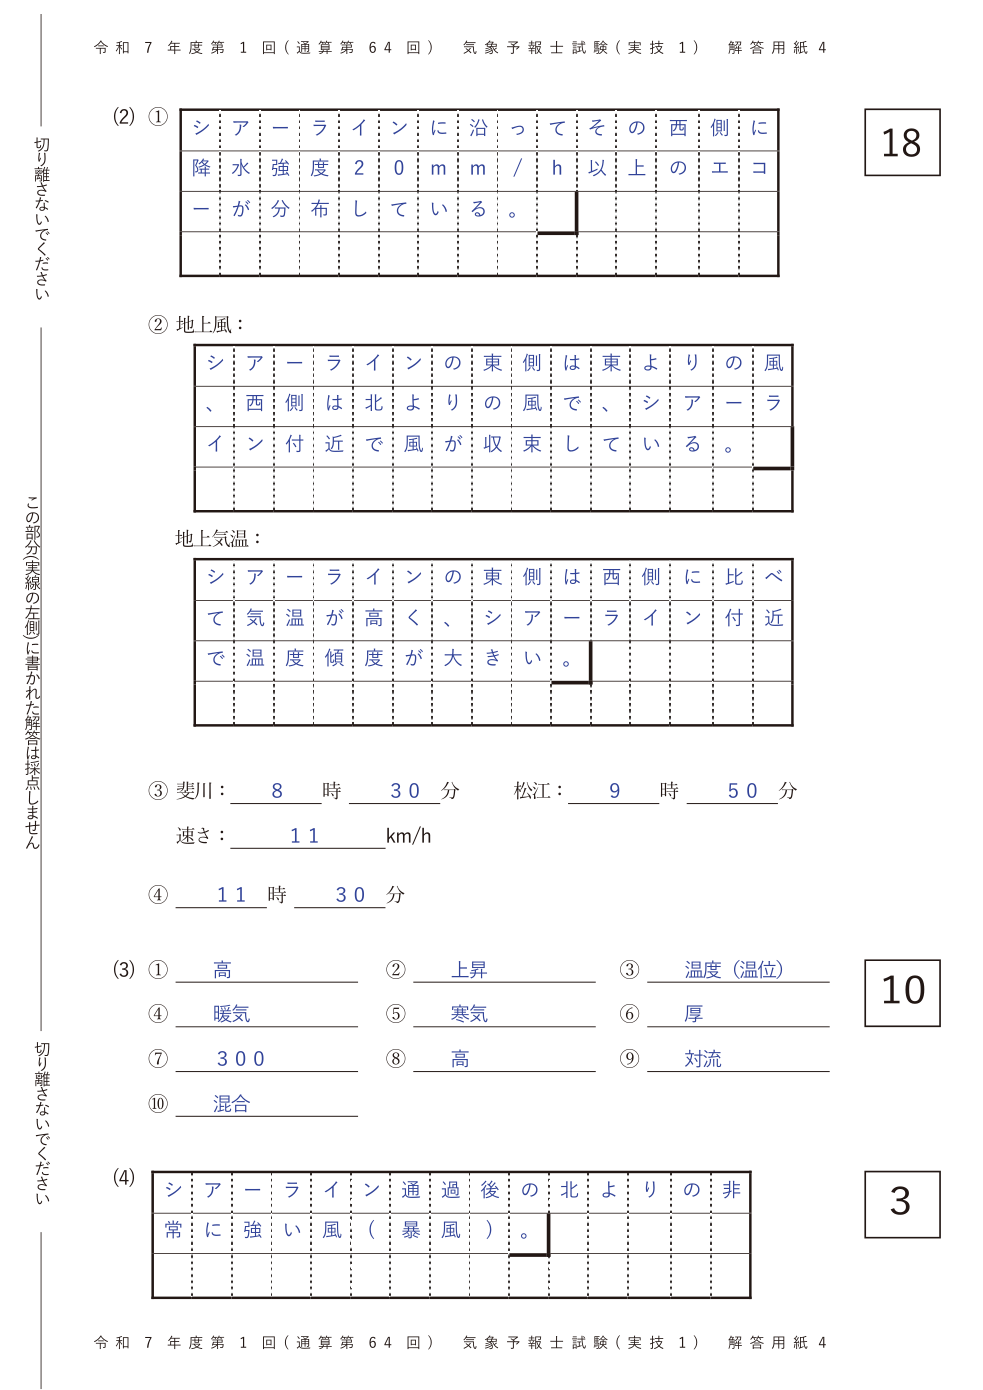 令和 7 年度第 1 回(通算第 64 回) 気象予報士試験(実技 1) 解答用紙 4
切り離さないでください
この部分(実線の左側)に書かれた解答は採点しません
切り離さないでください
(2) ①
シアーラインに沿ってその西側に
降水強度20mm/h以上のエコ
ーが分布している。
18
② 地上風：
シアーラインの東側は東よりの風
、西側は北よりの風で、シアーラ
イン付近で風が収束している。
地上気温：
シアーラインの東側は西側に比べ
て気温が高く、シアーライン付近
で温度傾度が大きい。
③ 斐川： 8 時 30 分 松江： 9 時 50 分
速さ： 11 km/h
④ 11 時 30 分
(3) ① 高 ② 上昇 ③ 温度（温位）
④ 暖気 ⑤ 寒気 ⑥ 厚
⑦ 300 ⑧ 高 ⑨ 対流
⑩ 混合
10
(4)
シアーライン通過後の北よりの非
常に強い風(暴風)。
3
令和 7 年度第 1 回(通算第 64 回) 気象予報士試験(実技 1) 解答用紙 4